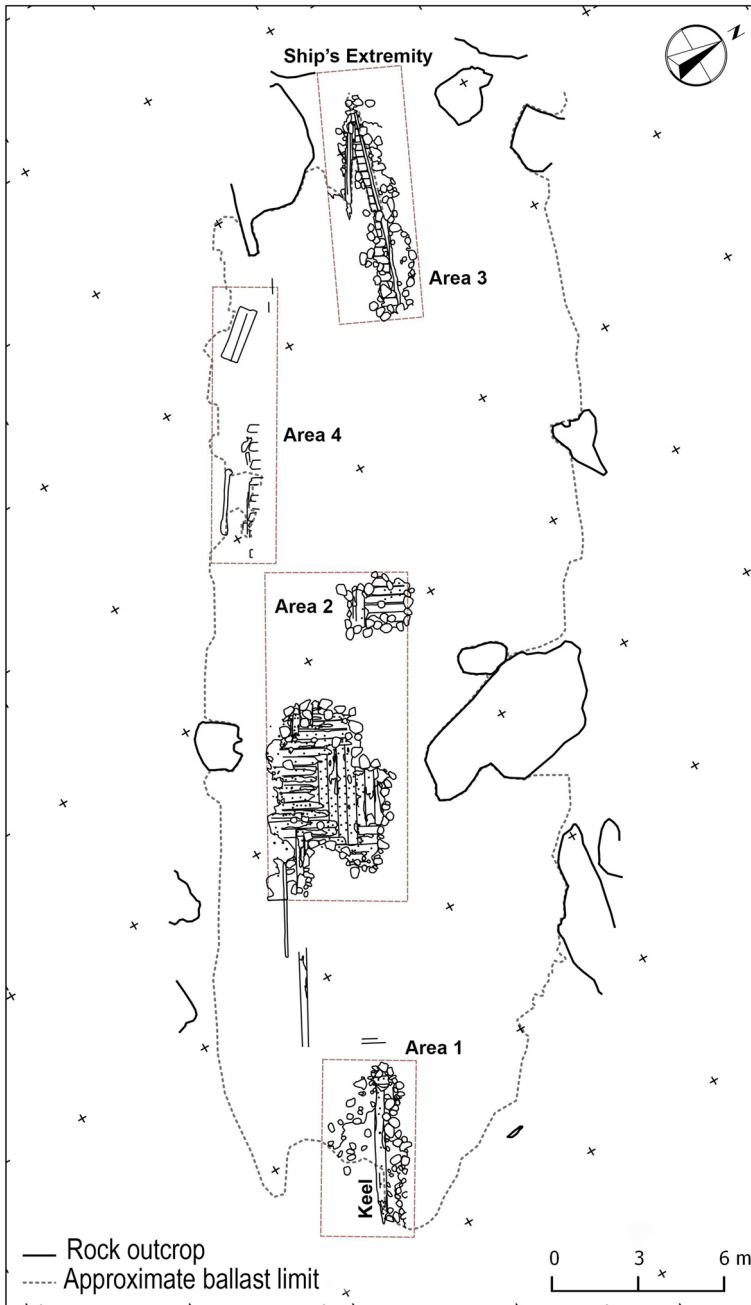 Ship's Extremity
N
Area 3
Area 4
Area 2
Area 1
Keel
Rock outcrop
Approximate ballast limit
0 3 6 m